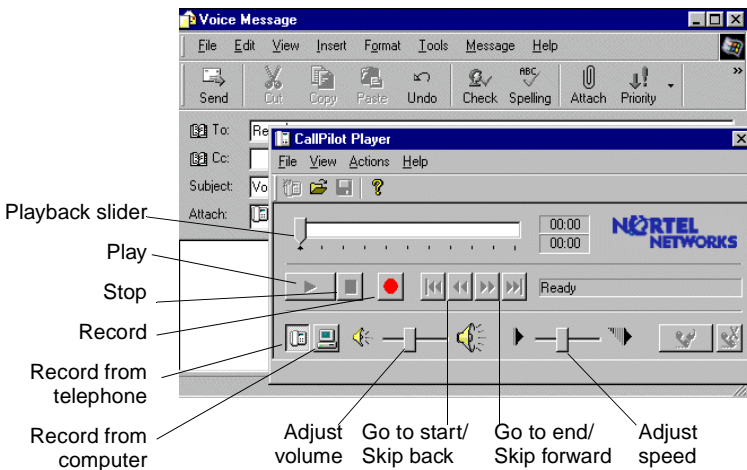 Voice Message
File Edit View Insert Format Tools Message Help
Send Cut Copy Paste Undo Check ABC Spelling Attach Priority »
To:
Cc:
Subject: Vo
Attach:
CallPilot Player
File View Actions Help
00:00
00:00
NORTEL
NETWORKS
Ready
Playback slider
Play
Stop
Record
Record from
telephone
Record from
computer
Adjust
volume
Go to start/
Skip back
Go to end/
Skip forward
Adjust
speed